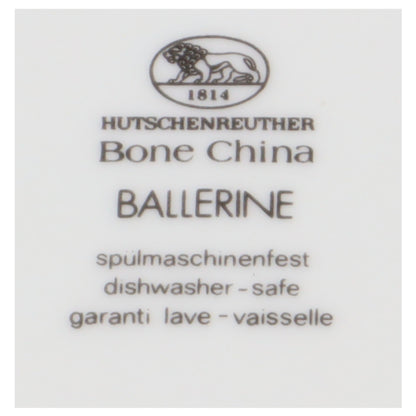 1814
HUTSCHENREUTHER
Bone China
BALLERINE
spülmaschinenfest
dishwasher - safe
garanti lave - vaisselle